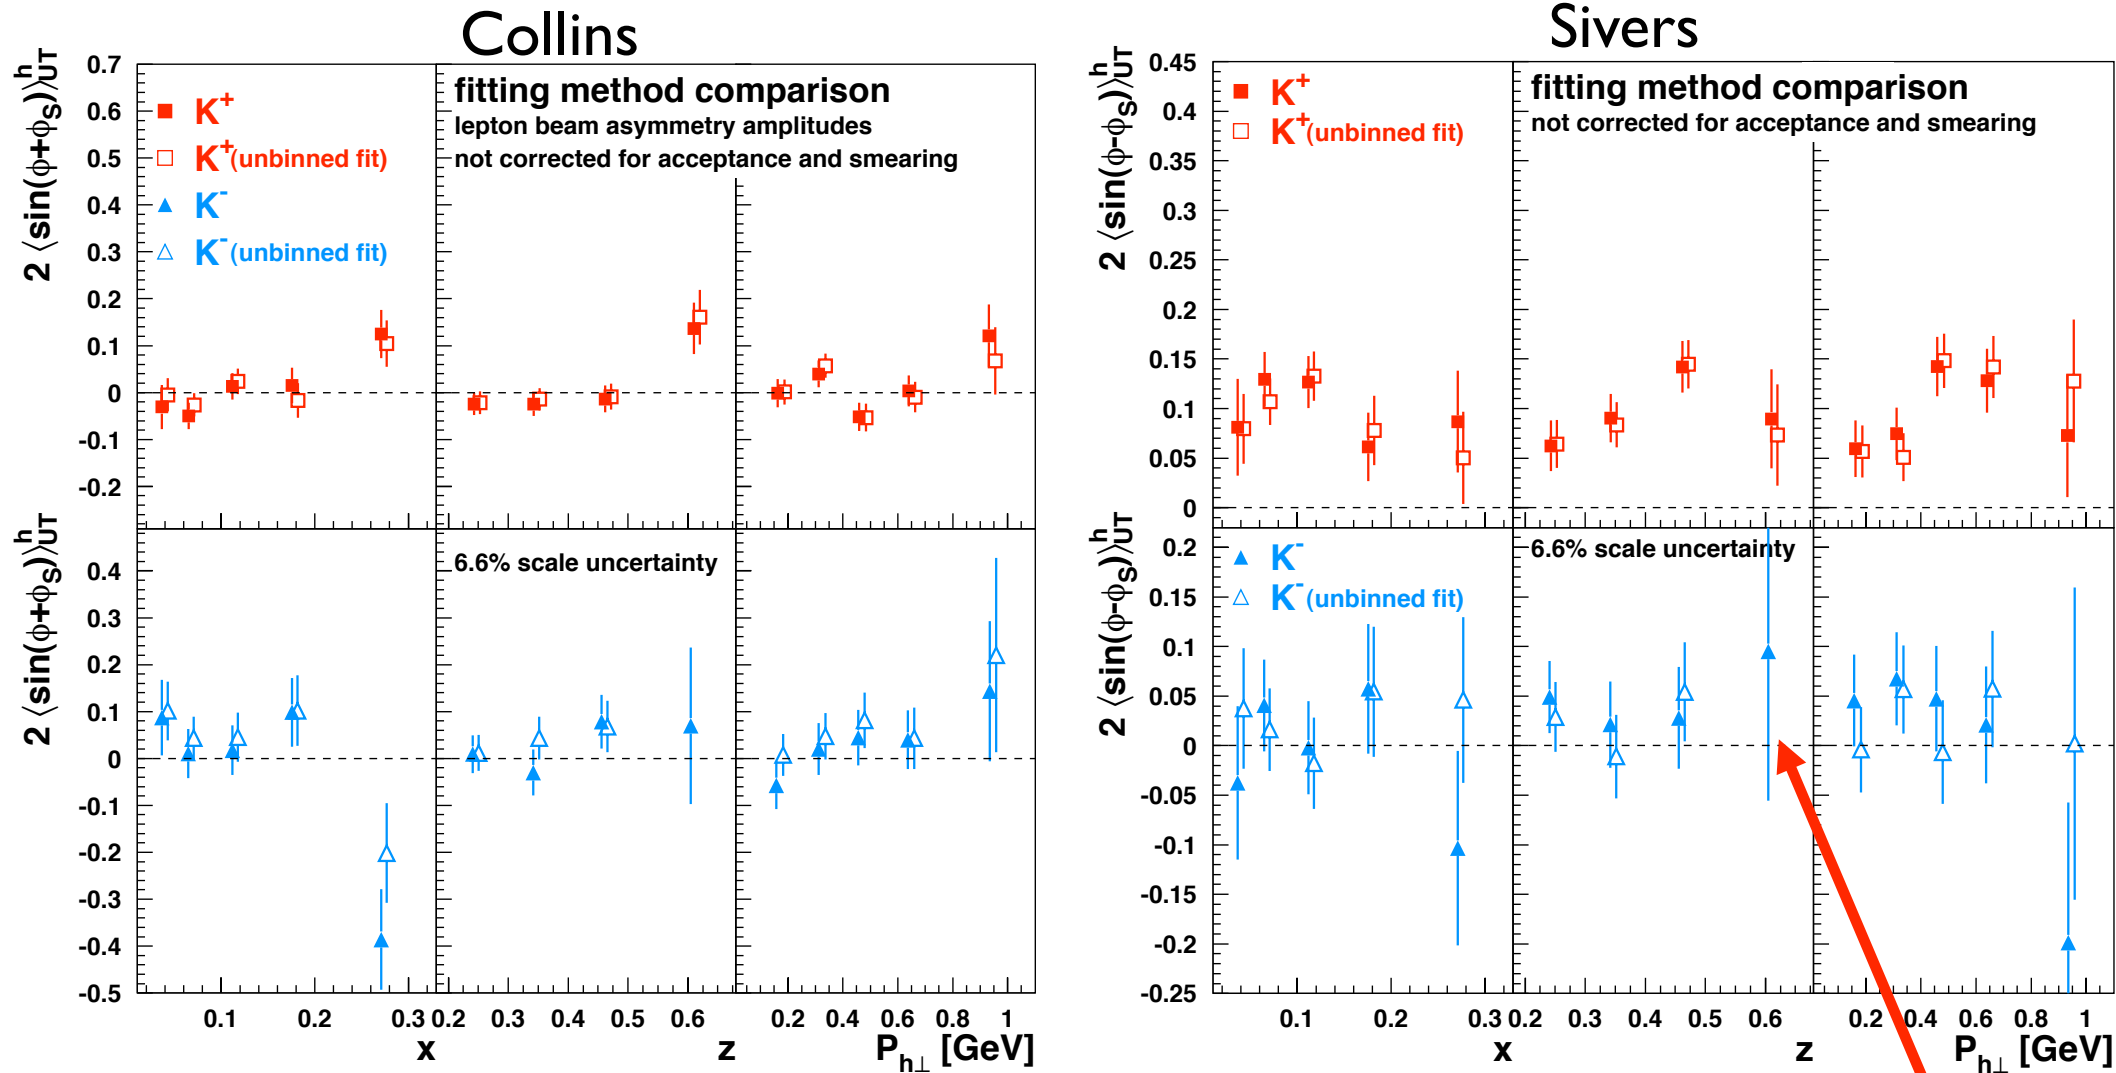 Collins
2 ⟨sin(ϕ+ϕS)⟩hUT
0.7
0.6
0.5
0.4
0.3
0.2
0.1
0
-0.1
-0.2
K+
K+(unbinned fit)
K-
K-(unbinned fit)
fitting method comparison
lepton beam asymmetry amplitudes
not corrected for acceptance and smearing
2 ⟨sin(ϕ+ϕS)⟩hUT
0.4
0.3
0.2
0.1
0
-0.1
-0.2
-0.3
-0.4
-0.5
6.6% scale uncertainty
0.1 0.2 0.3 0.2 0.3 0.4 0.5 0.6 0.2 0.4 0.6 0.8 1
x z Ph⊥ [GeV]
Sivers
2 ⟨sin(ϕ-ϕS)⟩hUT
0.45
0.4
0.35
0.3
0.25
0.2
0.15
0.1
0.05
0
K+
K+(unbinned fit)
fitting method comparison
not corrected for acceptance and smearing
2 ⟨sin(ϕ-ϕS)⟩hUT
0.2
0.15
0.1
0.05
0
-0.05
-0.1
-0.15
-0.2
-0.25
K-
K-(unbinned fit)
6.6% scale uncertainty
0.1 0.2 0.3 0.2 0.3 0.4 0.5 0.6 0.2 0.4 0.6 0.8 1
x z Ph⊥ [GeV]